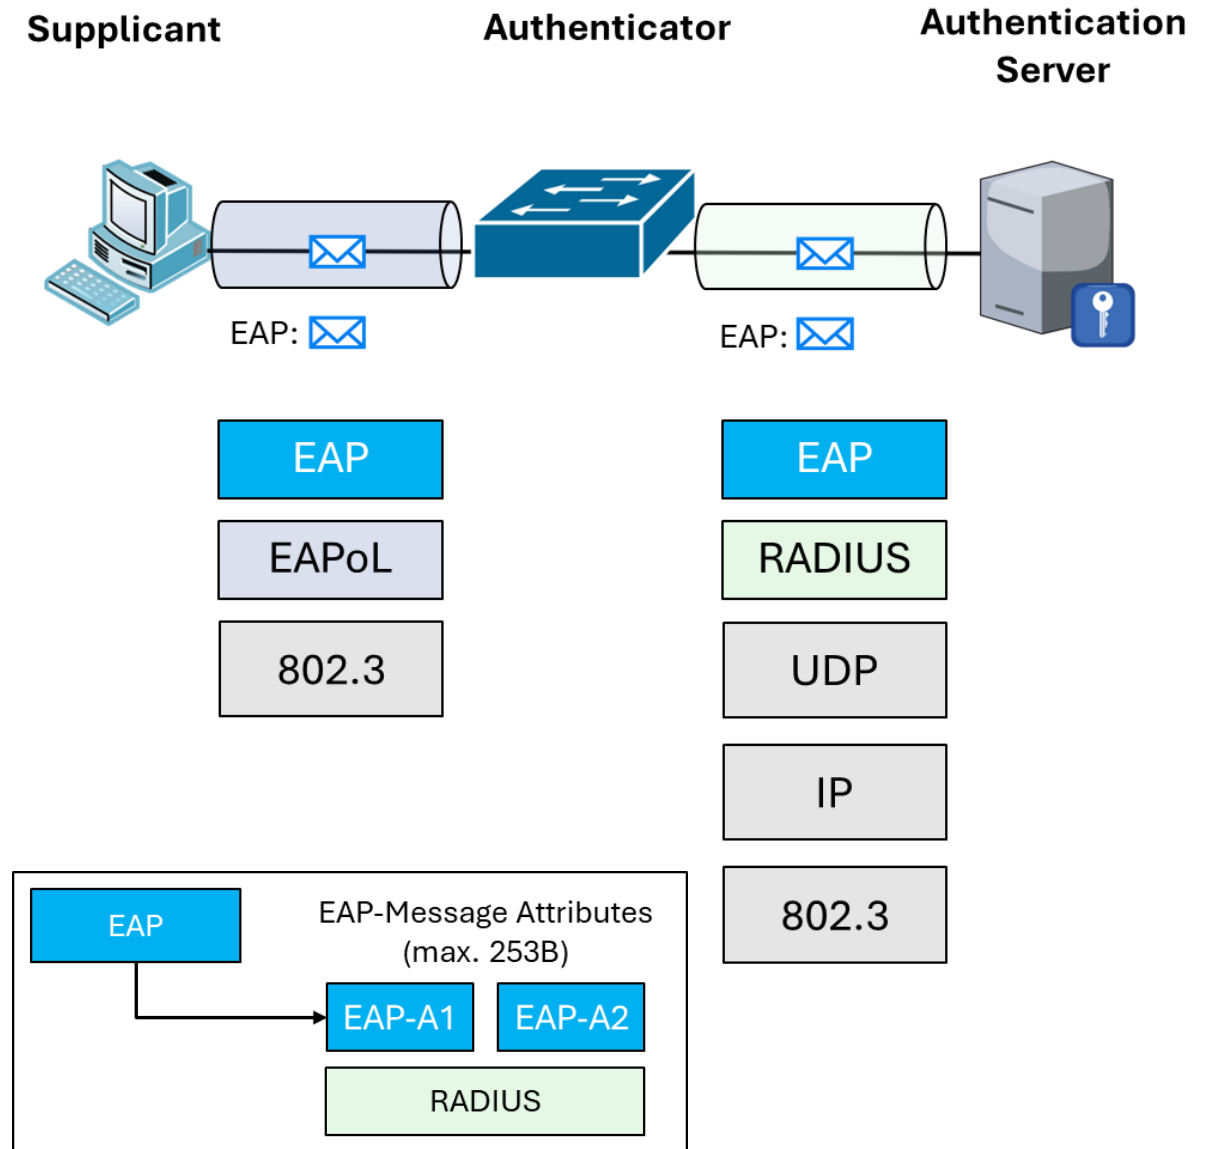 Supplicant
Authenticator
Authentication
Server
EAP:
EAP:
EAP
EAPoL
802.3
EAP
RADIUS
UDP
IP
802.3
EAP
EAP-Message Attributes
(max. 253B)
EAP-A1
EAP-A2
RADIUS